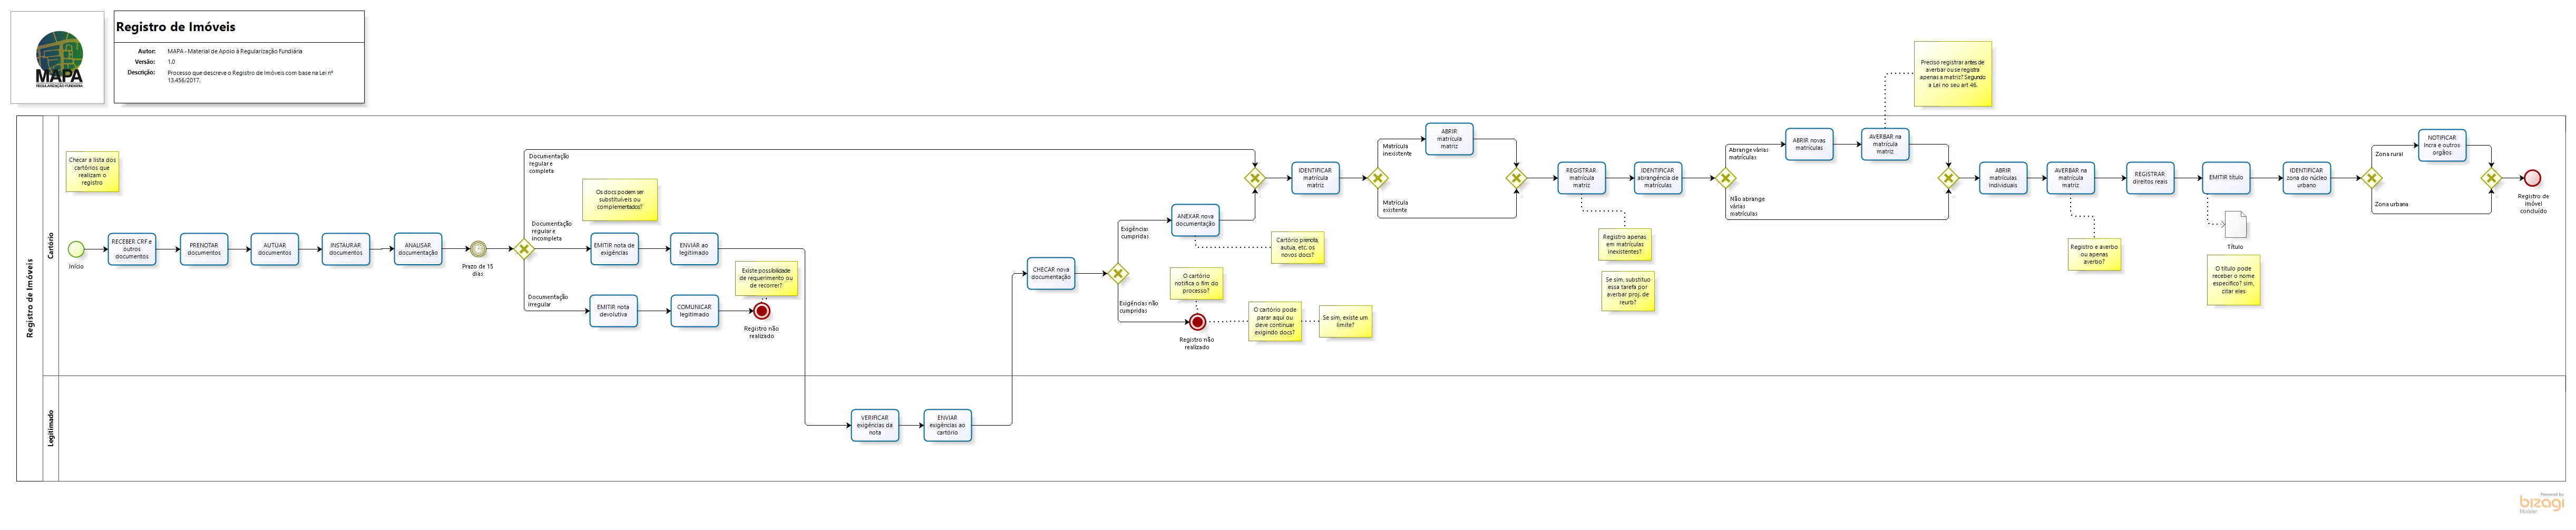 MAPA
REGULARIZAÇÃO FUNDIÁRIA
Registro de Imóveis
Autor: MAPA - Material de Apoio à Regularização Fundiária
Versão: 1.0
Descrição: Processo que descreve o Registro de Imóveis com base na Lei nº
13.456/2017.
Registro de Imóveis
Cartório
Legitimado
Checar a lista dos
cartórios que
realizam o
registro
Início
RECEBER CRF e
outros
documentos
PRENOTAR
documentos
AUTUAR
documentos
INSTAURAR
documentos
ANALISAR
documentação
Prazo de 15
dias
Documentação
regular e
completa
Documentação
regular e
incompleta
Documentação
irregular
Os docs podem ser
substituíveis ou
complementados?
EMITIR nota de
exigências
ENVIAR ao
legitimado
EMITIR nota
devolutiva
COMUNICAR
legitimado
Existe possibilidade
de requerimento ou
de recorrer?
Registro não
realizado
VERIFICAR
exigências da
nota
ENVIAR
exigências ao
cartório
CHECAR nova
documentação
Exigências
cumpridas
Exigências não
cumpridas
ANEXAR nova
documentação
Cartório prenota,
autua, etc. os
novos docs?
O cartório
notifica o fim do
processo?
Registro não
realizado
O cartório pode
parar aqui ou
deve continuar
exigindo docs?
Se sim, existe um
limite?
IDENTIFICAR
matrícula
matriz
Matrícula
inexistente
Matrícula
existente
ABRIR
matrícula
matriz
REGISTRAR
matrícula
matriz
Registro apenas
em matrículas
inexistentes?
Se sim, substituo
essa tarefa por
averbar proj. de
reurb?
IDENTIFICAR
abrangência de
matrículas
Abrange várias
matrículas
Não abrange
várias
matrículas
ABRIR novas
matrículas
AVERBAR na
matrícula
matriz
Preciso registrar antes de
averbar ou se registra
apenas a matriz? Segundo
a Lei no seu art 46.
ABRIR
matrículas
individuais
AVERBAR na
matrícula
matriz
Registro e averbo
ou apenas
averbo?
REGISTRAR
direitos reais
EMITIR título
Título
O título pode
receber o nome
específico? sim,
citar eles
IDENTIFICAR
zona do núcleo
urbano
Zona rural
Zona urbana
NOTIFICAR
Incra e outros
orgãos
Registro de
imóvel
concluído
Powered by
bizagi
Modeler